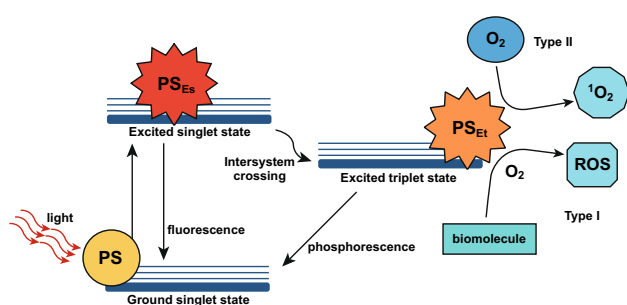 O2
Type II
PSEs
1O2
Excited singlet state
PSEt
Intersystem
crossing
O2
ROS
Excited triplet state
light
Type I
fluorescence
biomolecule
phosphorescence
PS
Ground singlet state